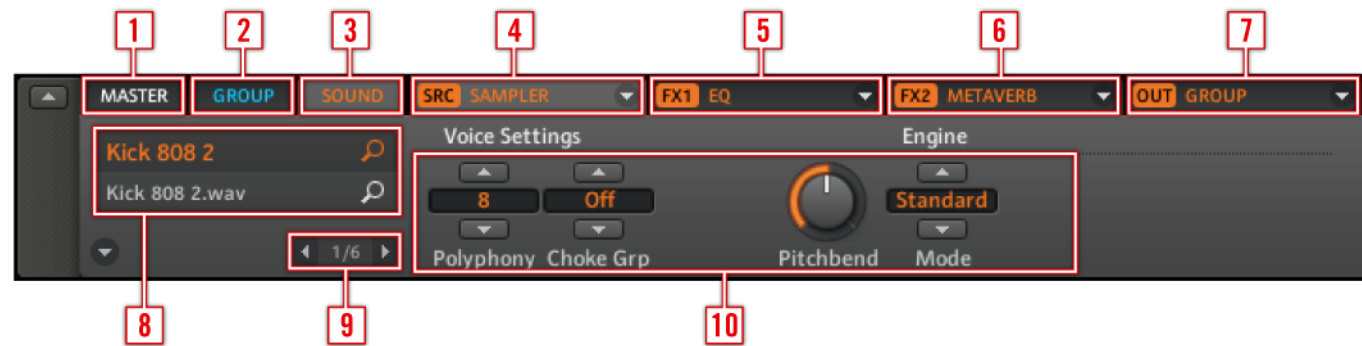 1 2 3 4 5 6 7
MASTER GROUP SOUND SRC SAMPLER FX1 EQ FX2 METAVERB OUT GROUP
Voice Settings Engine
Kick 808 2
Kick 808 2.wav
8 Off Standard
1/6
Polyphony Choke Grp Pitchbend Mode
8 9 10